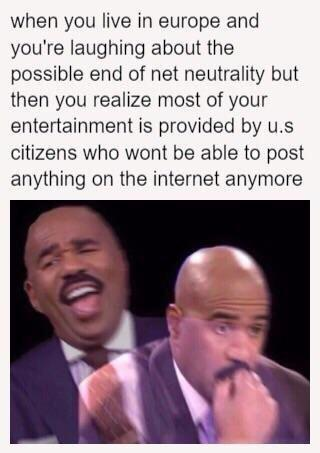 when you live in europe and
you're laughing about the
possible end of net neutrality but
then you realize most of your
entertainment is provided by u.s
citizens who wont be able to post
anything on the internet anymore